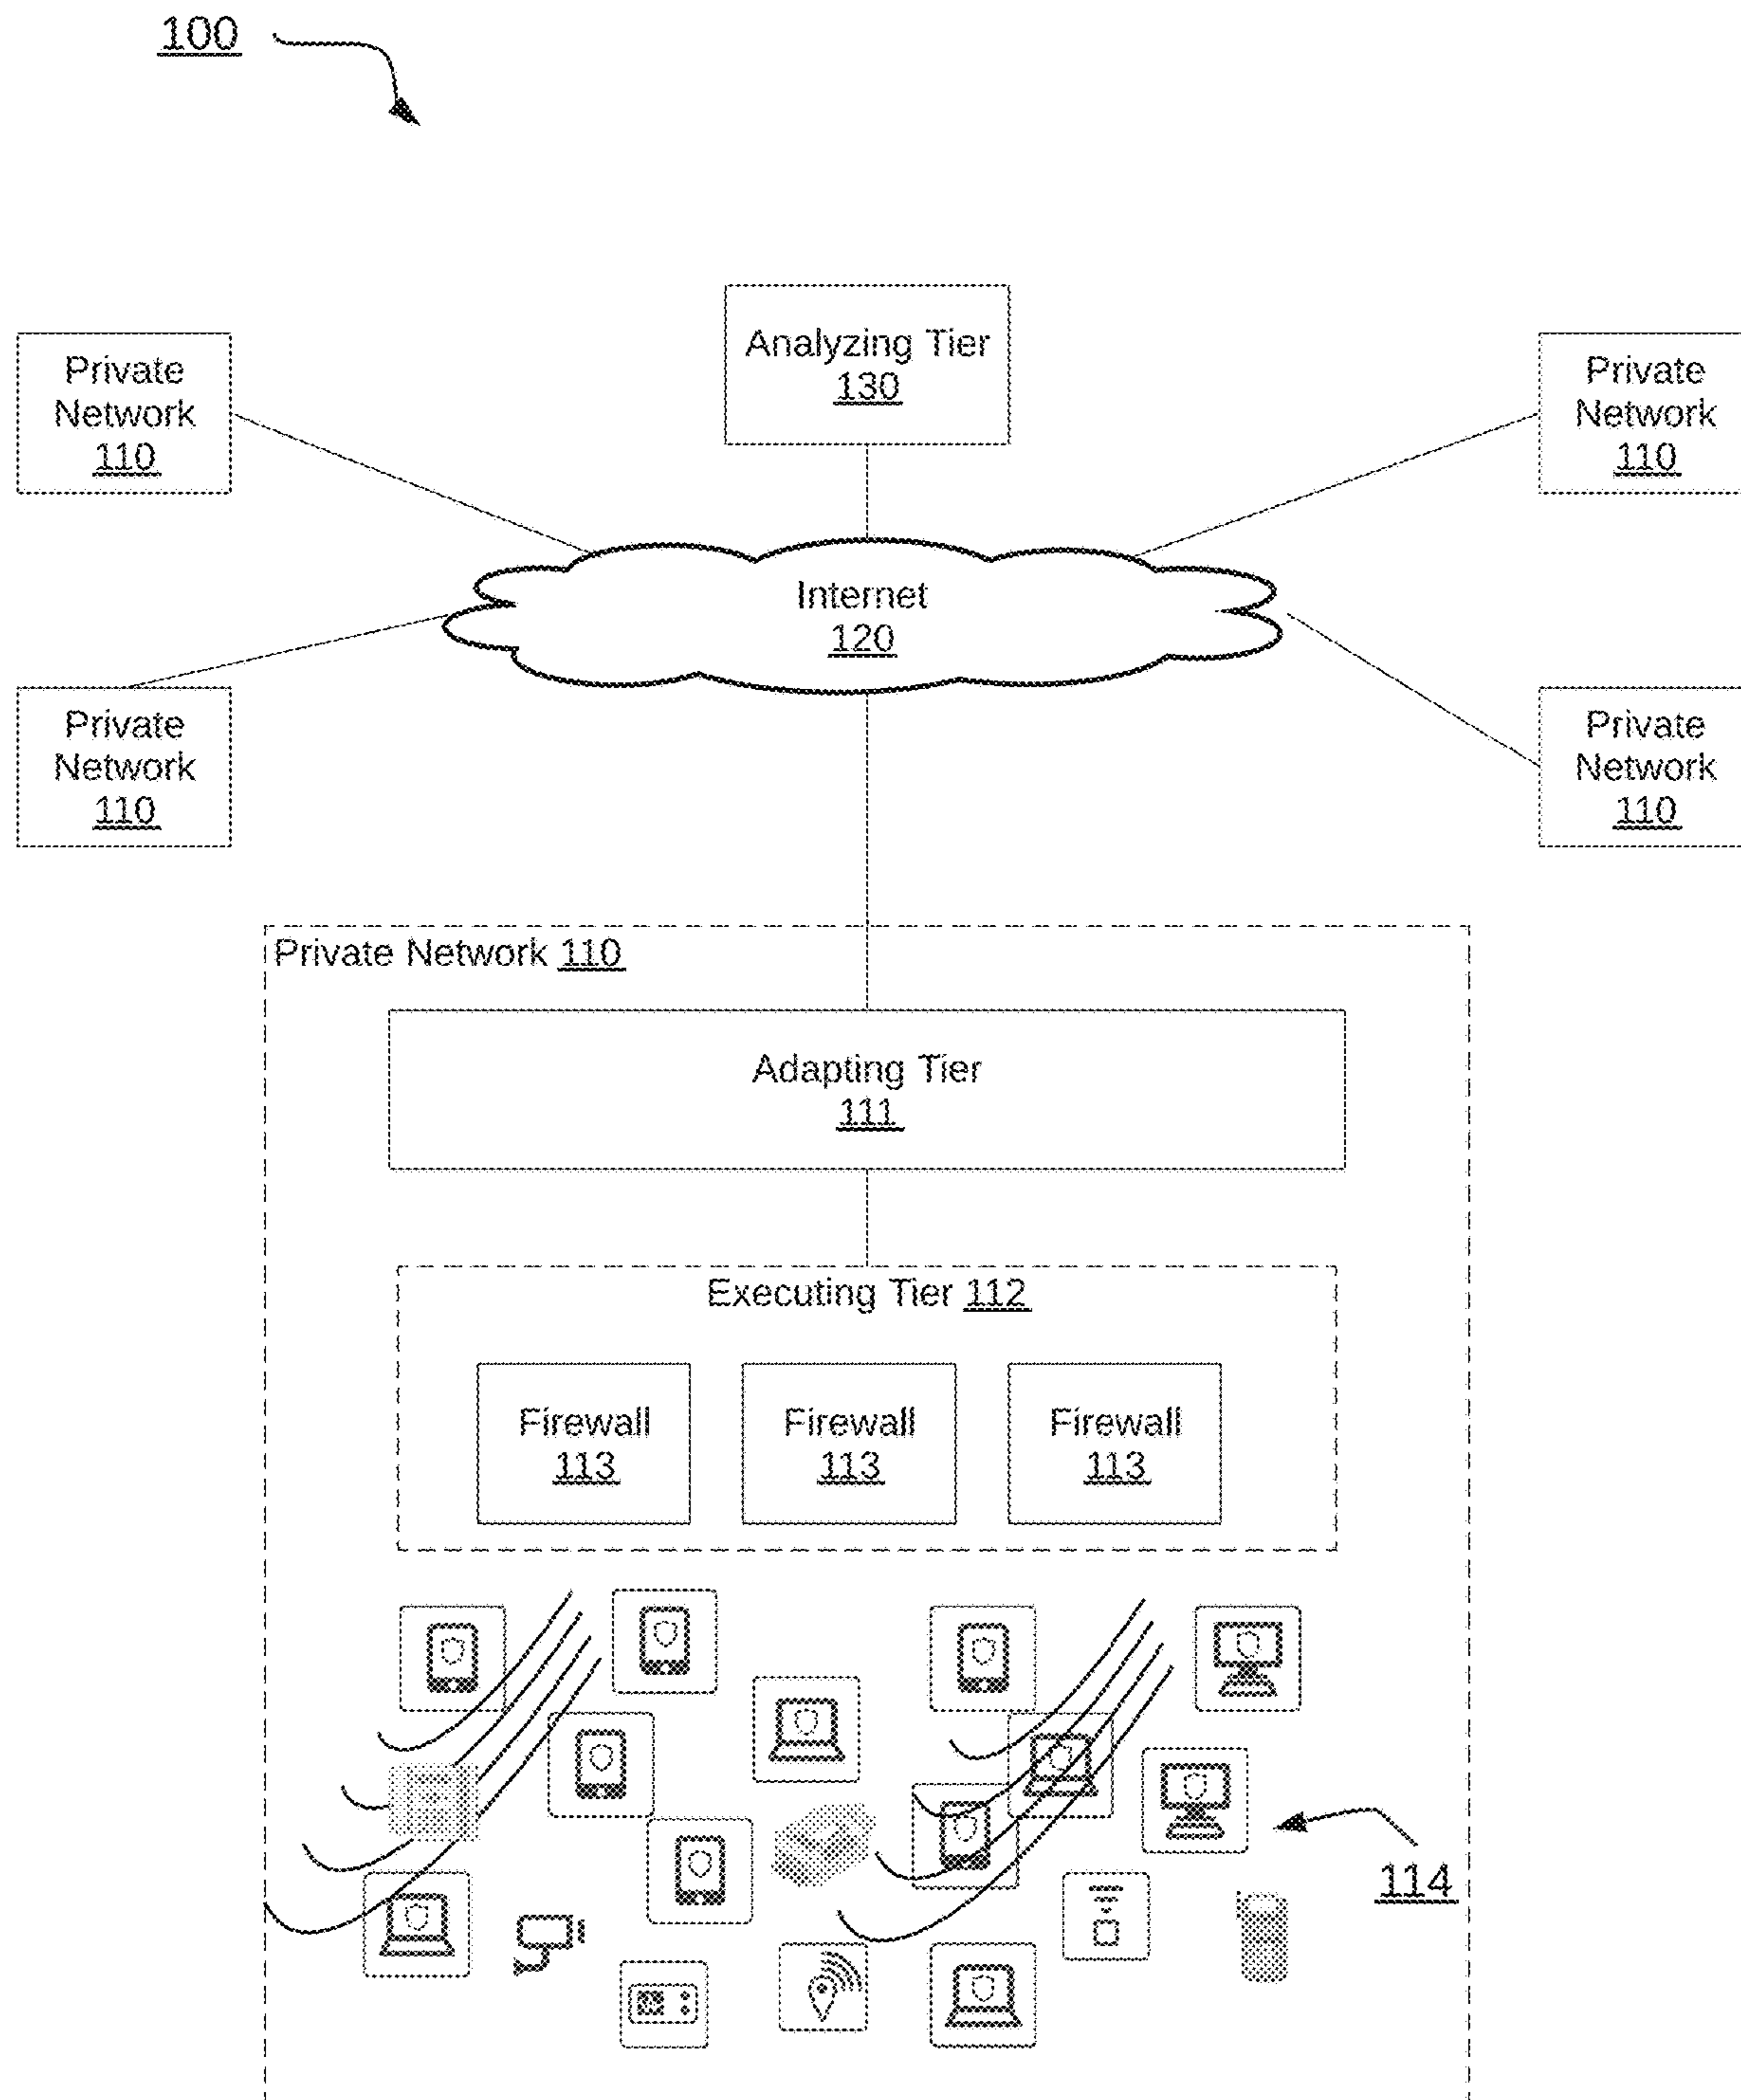 100
Analyzing Tier
130
Private
Network
110
Private
Network
110
Internet
120
Private
Network
110
Private
Network
110
Private Network 110
Adapting Tier
111
Executing Tier 112
Firewall
113
Firewall
113
Firewall
113
114